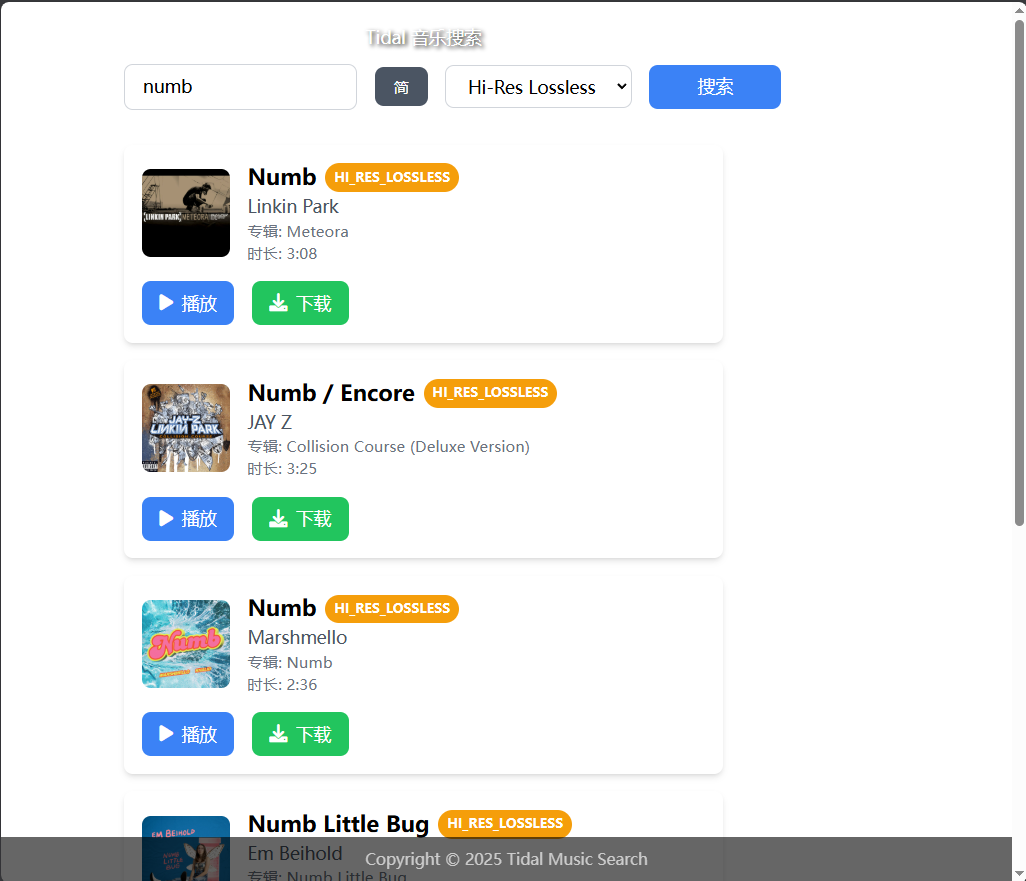 Tidal 音乐搜索
numb
简
Hi-Res Lossless
搜索
Numb HI_RES_LOSSLESS
Linkin Park
专辑: Meteora
时长: 3:08
LINKIN PARK METEORA
播放 下载
Numb / Encore HI_RES_LOSSLESS
JAY Z
专辑: Collision Course (Deluxe Version)
时长: 3:25
JAY-Z
LINKIN PARK
播放 下载
Numb HI_RES_LOSSLESS
Marshmello
专辑: Numb
时长: 2:36
Numb
播放 下载
Numb Little Bug HI_RES_LOSSLESS
Em Beihold
专辑: Numb Little Bug
EM BEIHOLD
NUMB
LITTLE
BUG
Copyright © 2025 Tidal Music Search